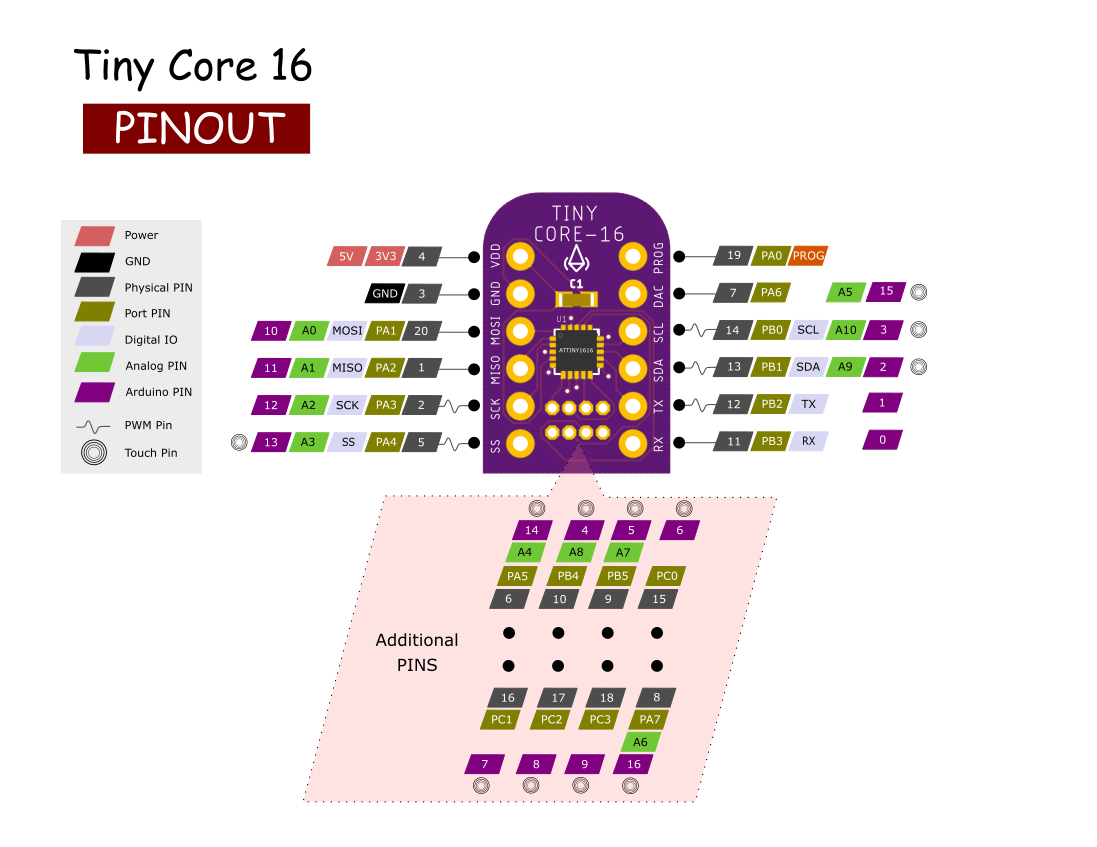 Tiny Core 16
PINOUT
Power
GND
Physical PIN
Port PIN
Digital IO
Analog PIN
Arduino PIN
PWM Pin
Touch Pin
TINY
CORE-16
C1
U1
ATTINY1616
VDD
GND
MOSI
MISO
SCK
SS
PROG
DAC
SCL
SDA
TX
RX
5V 3V3 4
GND 3
10 A0 MOSI PA1 20
11 A1 MISO PA2 1
12 A2 SCK PA3 2
13 A3 SS PA4 5
19 PA0 PROG
7 PA6 A5 15
14 PB0 SCL A10 3
13 PB1 SDA A9 2
12 PB2 TX 1
11 PB3 RX 0
14 4 5 6
A4 A8 A7
PA5 PB4 PB5 PC0
6 10 9 15
Additional
PINS
16 17 18 8
PC1 PC2 PC3 PA7
A6
7 8 9 16